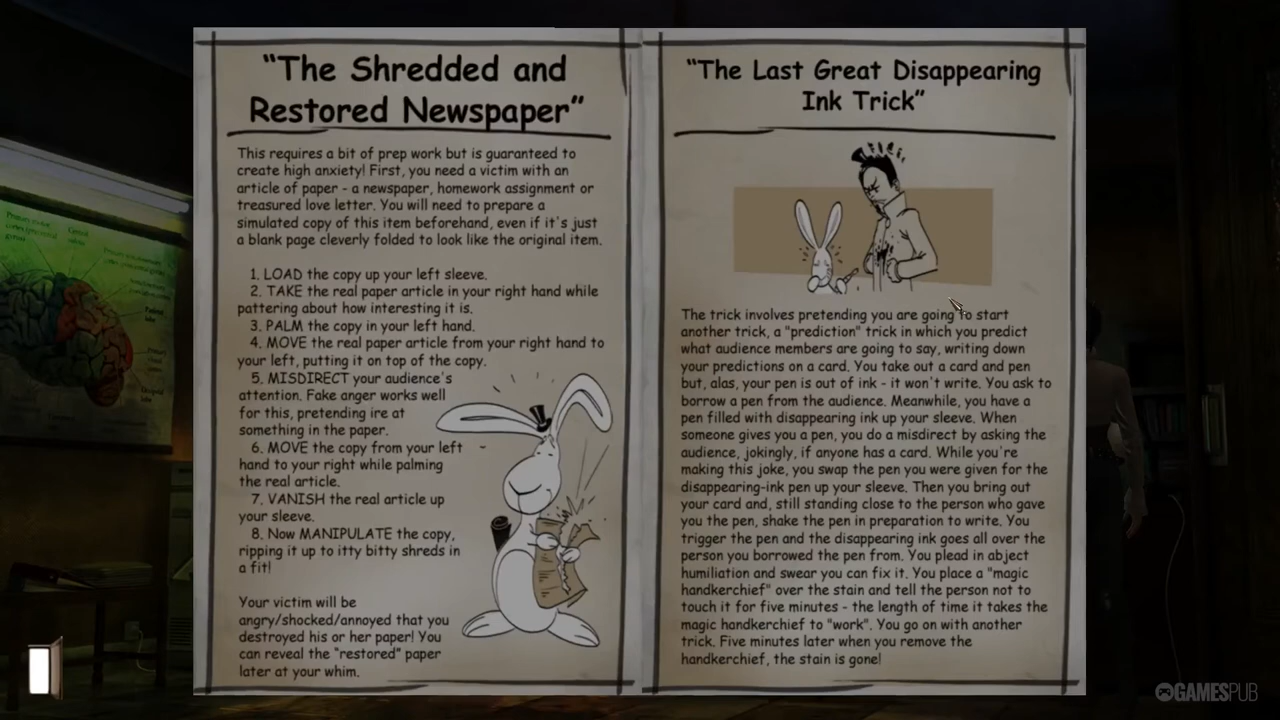 “The Shredded and
Restored Newspaper”
This requires a bit of prep work but is guaranteed to
create high anxiety! First, you need a victim with an
article of paper - a newspaper, homework assignment or
treasured love letter. You will need to prepare a
simulated copy of this item beforehand, even if it's just
a blank page cleverly folded to look like the original item.
1. LOAD the copy up your left sleeve.
2. TAKE the real paper article in your right hand while
pattering about how interesting it is.
3. PALM the copy in your left hand.
4. MOVE the real paper article from your right hand to
your left, putting it on top of the copy.
5. MISDIRECT your audience's
attention. Fake anger works well
for this, pretending ire at
something in the paper.
6. MOVE the copy from your left
hand to your right while palming
the real article.
7. VANISH the real article up
your sleeve.
8. Now MANIPULATE the copy,
ripping it up to itty bitty shreds in
a fit!
Your victim will be
angry/shocked/annoyed that you
destroyed his or her paper! You
can reveal the “restored” paper
later at your whim.
“The Last Great Disappearing
Ink Trick”
The trick involves pretending you are going to start
another trick, a "prediction" trick in which you predict
what audience members are going to say, writing down
your predictions on a card. You take out a card and pen
but, alas, your pen is out of ink - it won't write. You ask to
borrow a pen from the audience. Meanwhile, you have a
pen filled with disappearing ink up your sleeve. When
someone gives you a pen, you do a misdirect by asking the
audience, jokingly, if anyone has a card. While you're
making this joke, you swap the pen you were given for the
disappearing-ink pen up your sleeve. Then you bring out
your card and, still standing close to the person who gave
you the pen, shake the pen in preparation to write. You
trigger the pen and the disappearing ink goes all over the
person you borrowed the pen from. You plead in abject
humiliation and swear you can fix it. You place a "magic
handkerchief" over the stain and tell the person not to
touch it for five minutes - the length of time it takes the
magic handkerchief to "work". You go on with another
trick. Five minutes later when you remove the
handkerchief, the stain is gone!
GAMESPUB